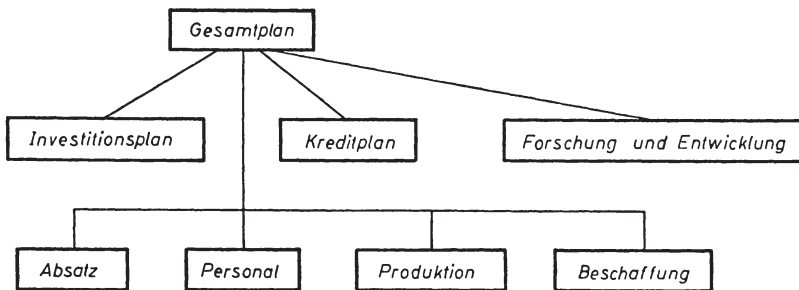 Gesamtplan
Investitionsplan
Kreditplan
Forschung und Entwicklung
Absatz
Personal
Produktion
Beschaffung